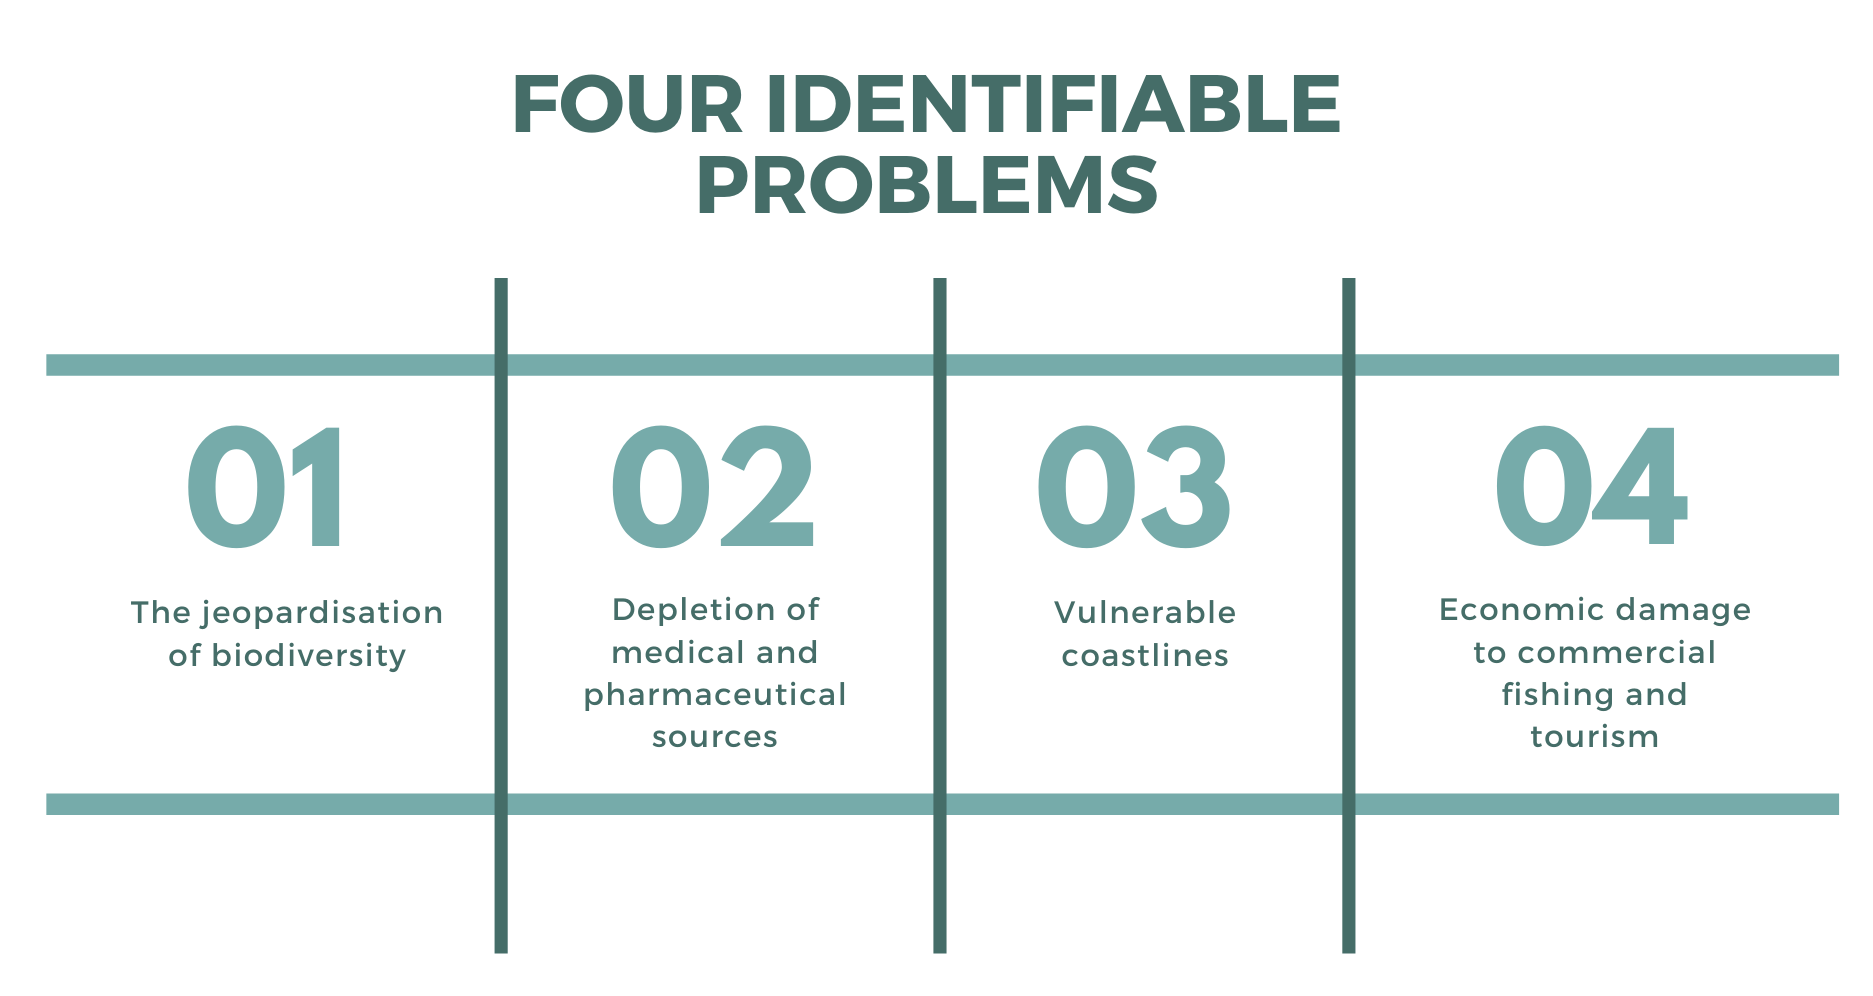 FOUR IDENTIFIABLE
PROBLEMS
01
The jeopardisation
of biodiversity
02
Depletion of
medical and
pharmaceutical
sources
03
Vulnerable
coastlines
04
Economic damage
to commercial
fishing and
tourism